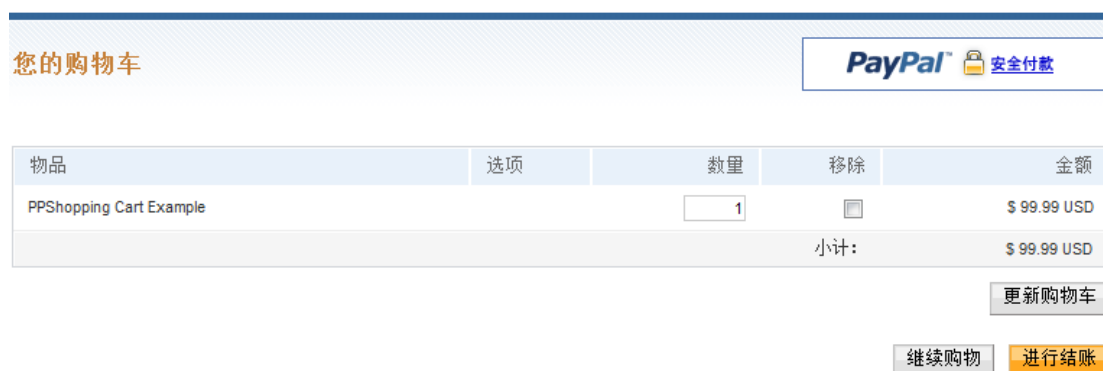 您的购物车
PayPal™ 安全付款
物品 选项 数量 移除 金额
PPShopping Cart Example 1 $ 99.99 USD
小计: $ 99.99 USD
更新购物车
继续购物 进行结账